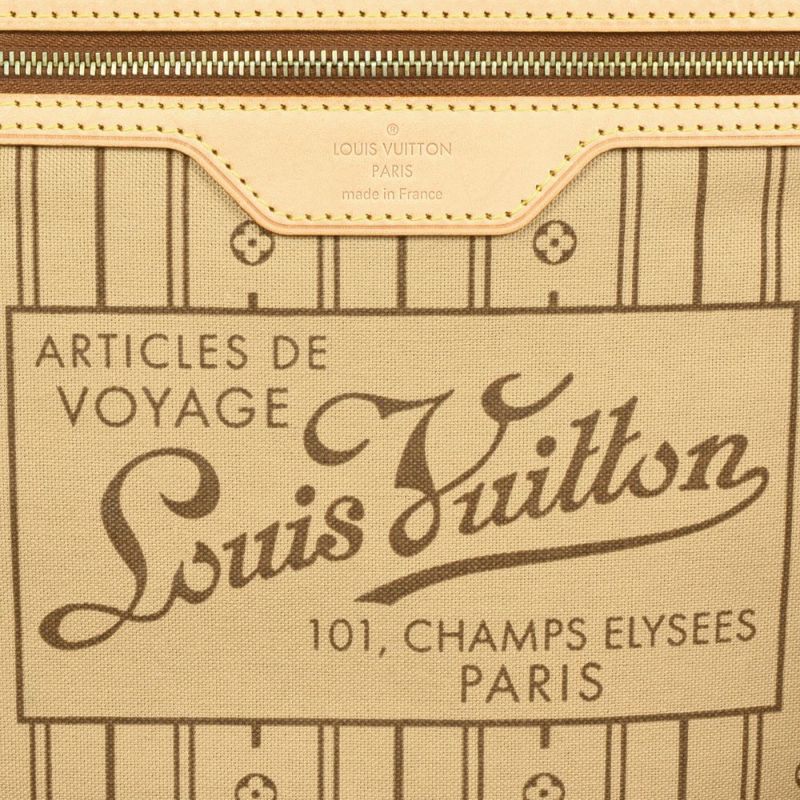 ®
LOUIS VUITTON
PARIS
made in France
ARTICLES DE
VOYAGE
Louis Vuitton
101, CHAMPS ELYSEES
PARIS